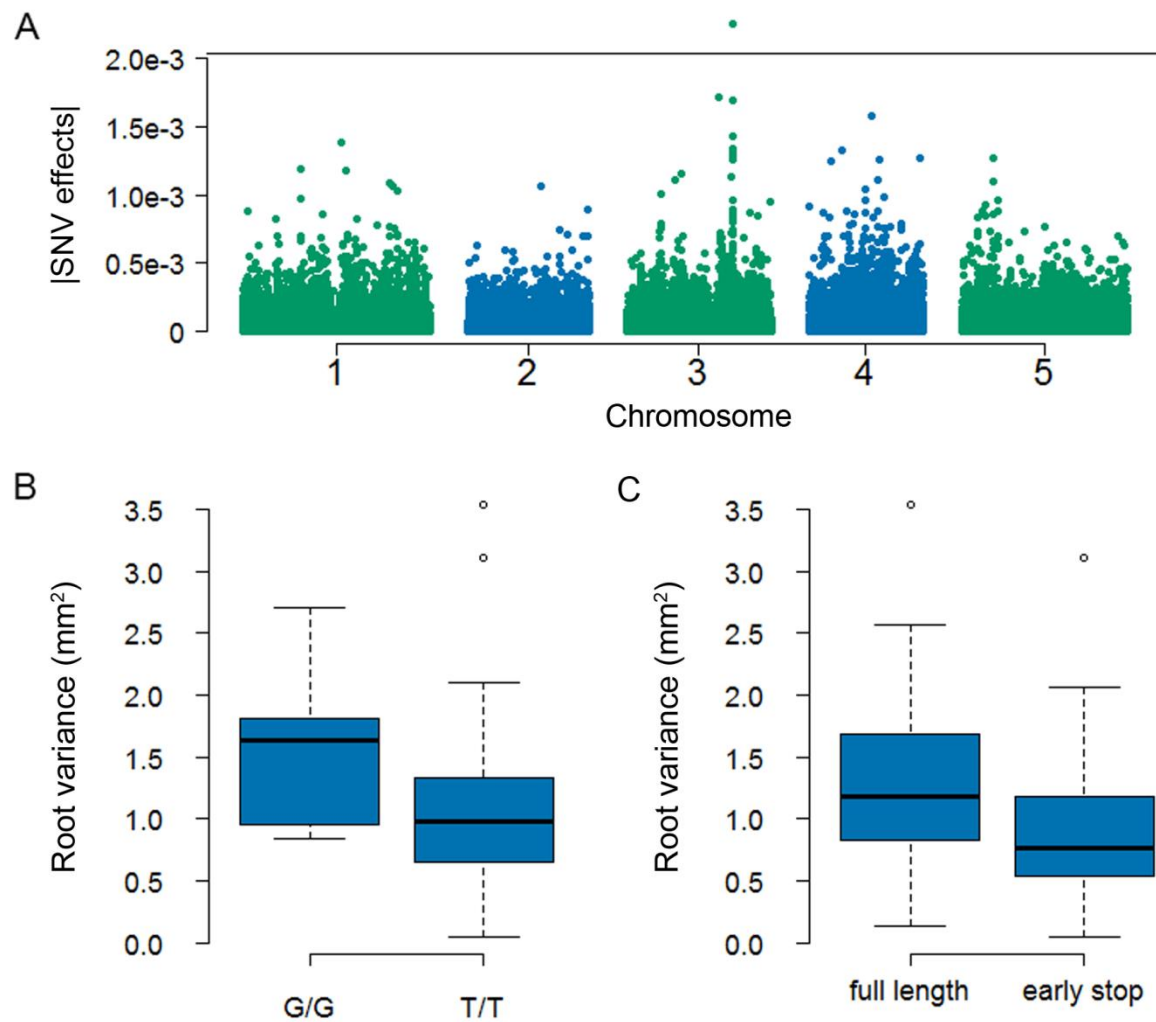 A
|SNV effects|
2.0e-3
1.5e-3
1.0e-3
0.5e-3
0
1 2 3 4 5
Chromosome
B
Root variance (mm²)
3.5
3.0
2.5
2.0
1.5
1.0
0.5
0.0
G/G T/T
C
Root variance (mm²)
3.5
3.0
2.5
2.0
1.5
1.0
0.5
0.0
full length early stop